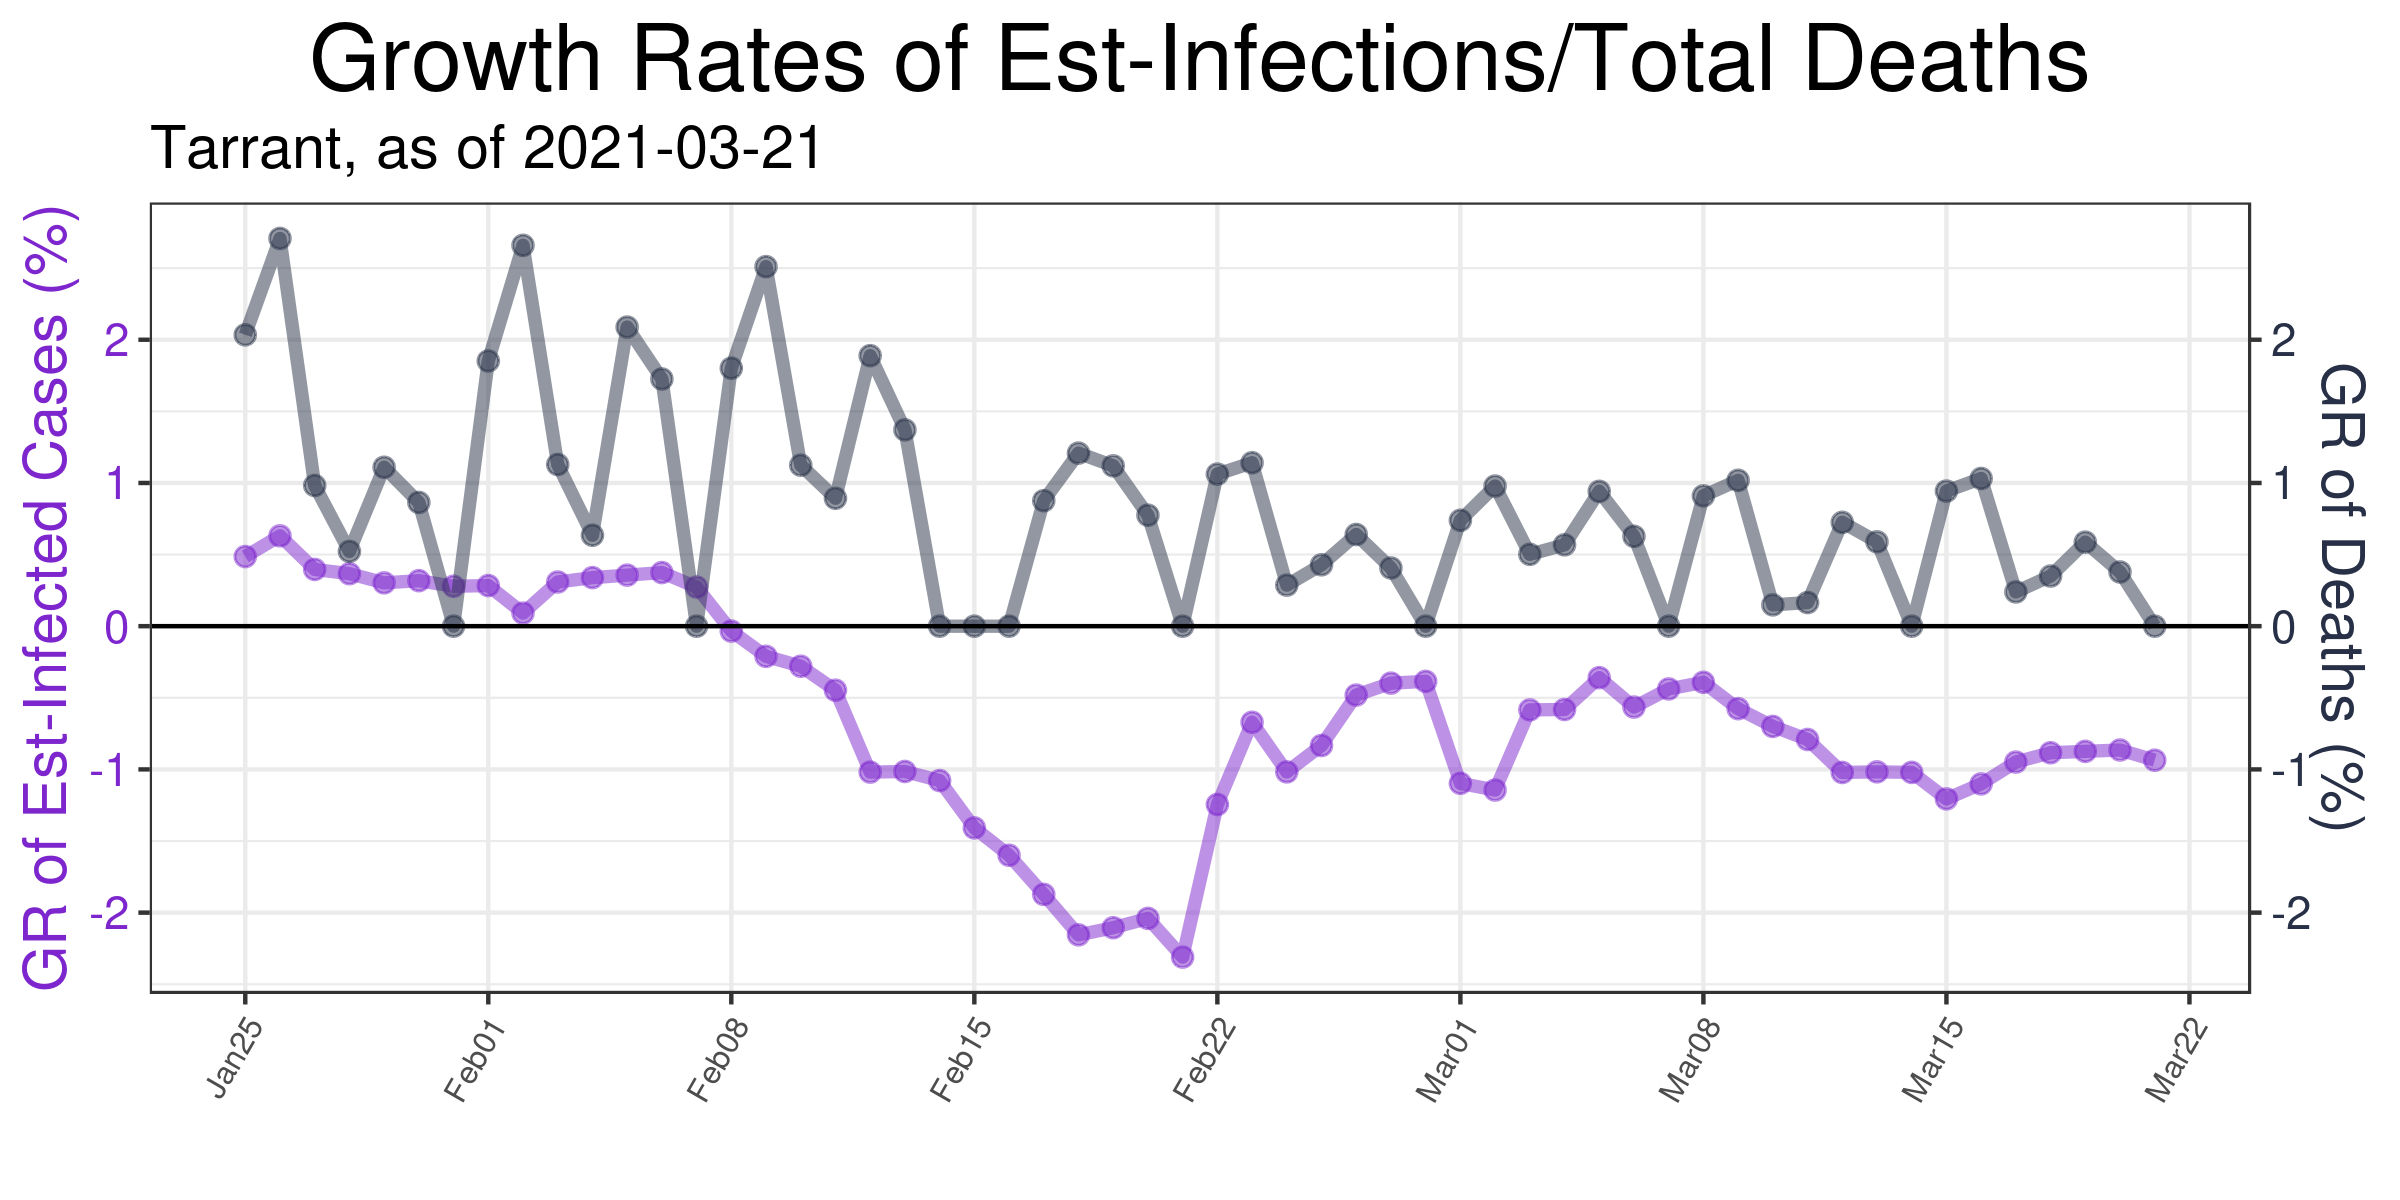 Growth Rates of Est-Infections/Total Deaths
Tarrant, as of 2021-03-21
GR of Est-Infected Cases (%)
2
1
0
-1
-2
2
1
0
-1
-2
GR of Deaths (%)
Jan25
Feb01
Feb08
Feb15
Feb22
Mar01
Mar08
Mar15
Mar22